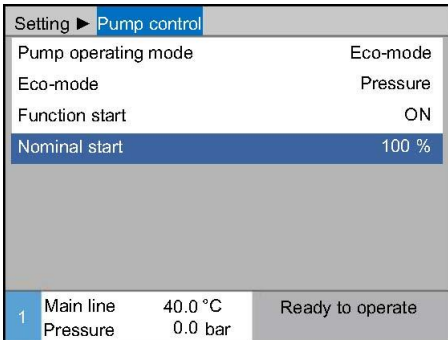 Setting ► Pump control
Pump operating mode Eco-mode
Eco-mode Pressure
Function start ON
Nominal start 100 %
1 Main line 40.0 °C Ready to operate
Pressure 0.0 bar